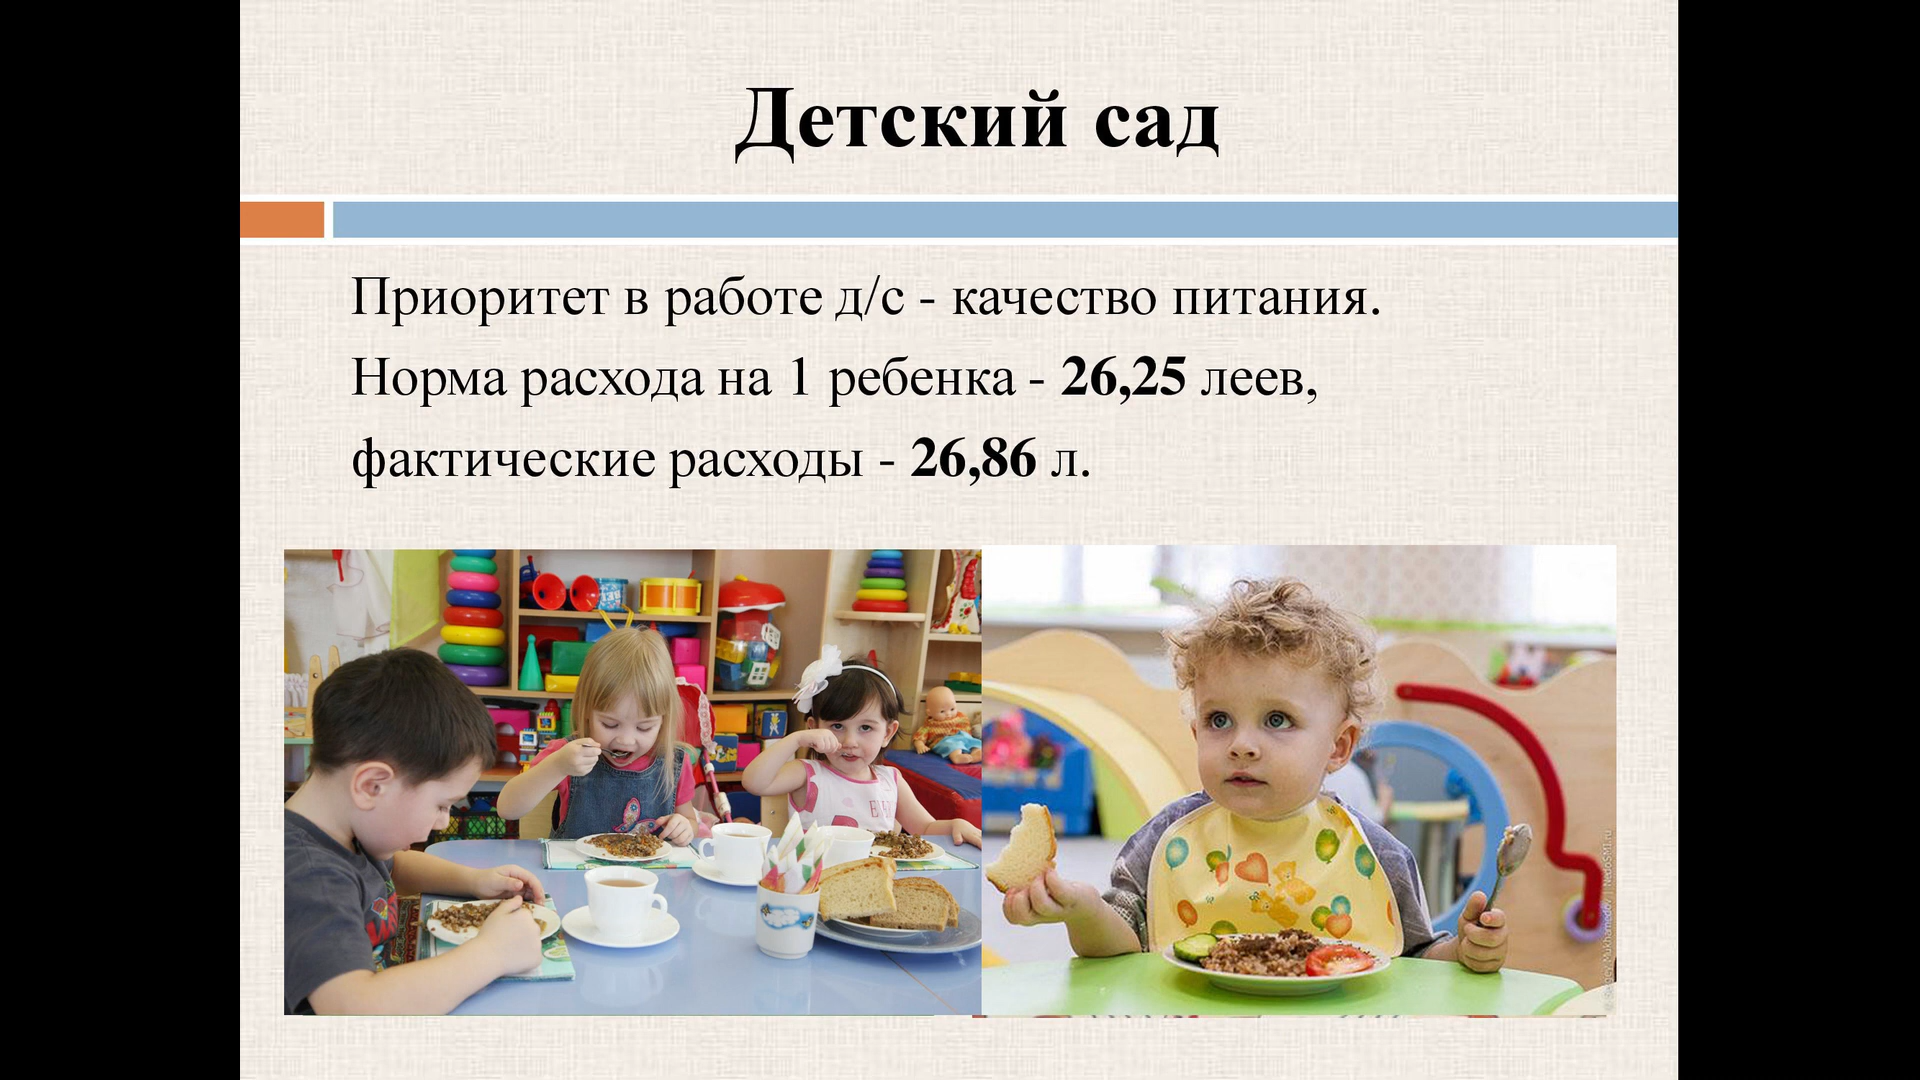 Детский сад
Приоритет в работе д/с - качество питания.
Норма расхода на 1 ребенка - 26,25 леев,
фактические расходы - 26,86 л.